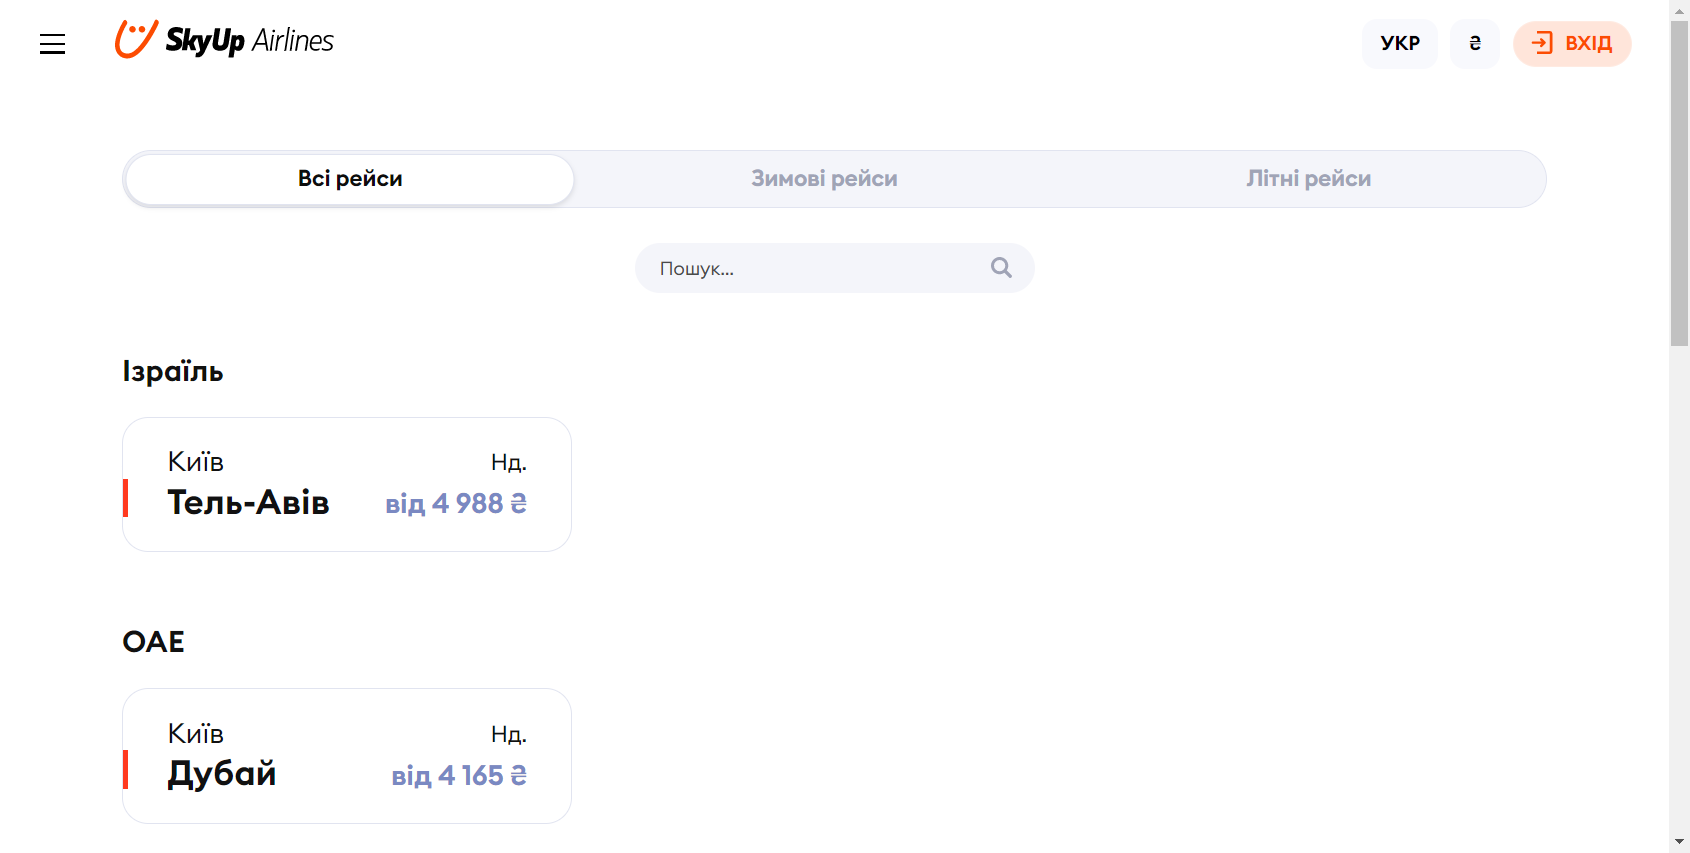 SkyUp Airlines
УКР
₴
ВХІД
Всі рейси
Зимові рейси
Літні рейси
Пошук...
Ізраїль
Київ
Нд.
Тель-Авів
від 4 988 ₴
ОАЕ
Київ
Нд.
Дубай
від 4 165 ₴